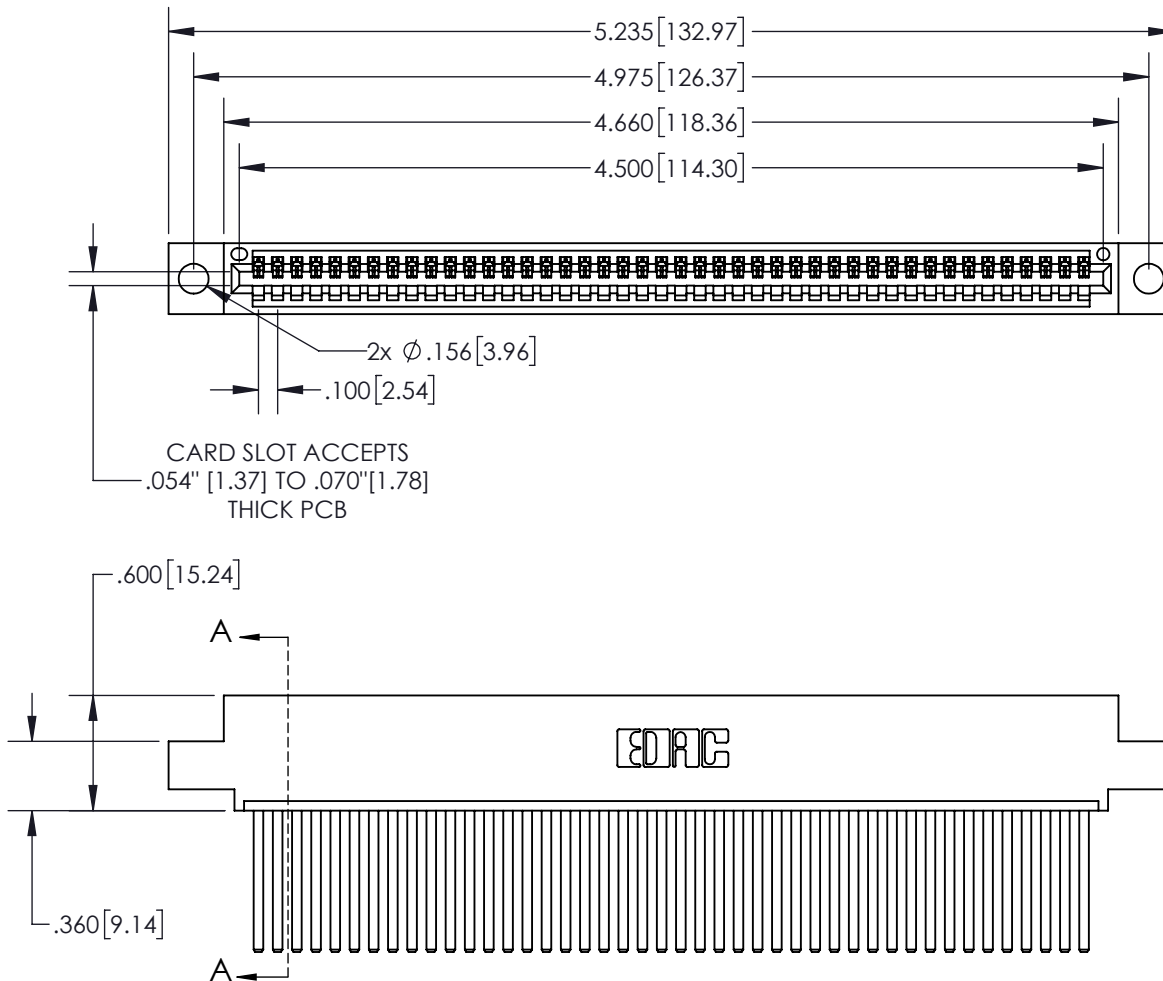 5.235[132.97]
4.975[126.37]
4.660[118.36]
4.500[114.30]
2x Ø.156[3.96]
.100[2.54]
CARD SLOT ACCEPTS
.054" [1.37] TO .070"[1.78]
THICK PCB
.600[15.24]
A
EDAC
.360[9.14]
A